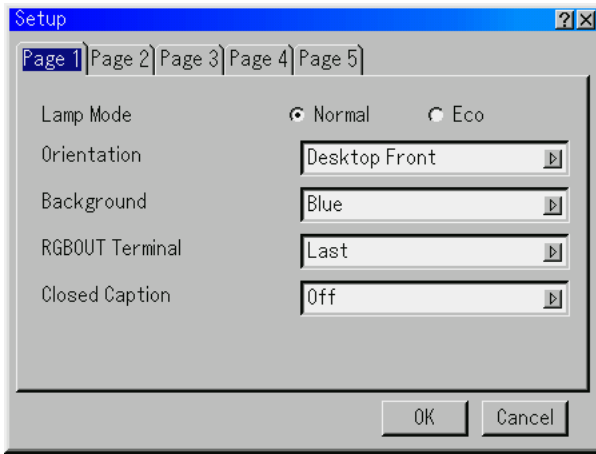 Setup
Page 1 Page 2 Page 3 Page 4 Page 5
Lamp Mode Normal Eco
Orientation Desktop Front
Background Blue
RGBOUT Terminal Last
Closed Caption Off
OK Cancel